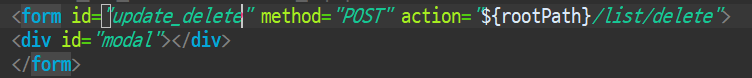 <form id="update_delete" method="POST" action="${rootPath}/list/delete">
<div id="modal"></div>
</form>